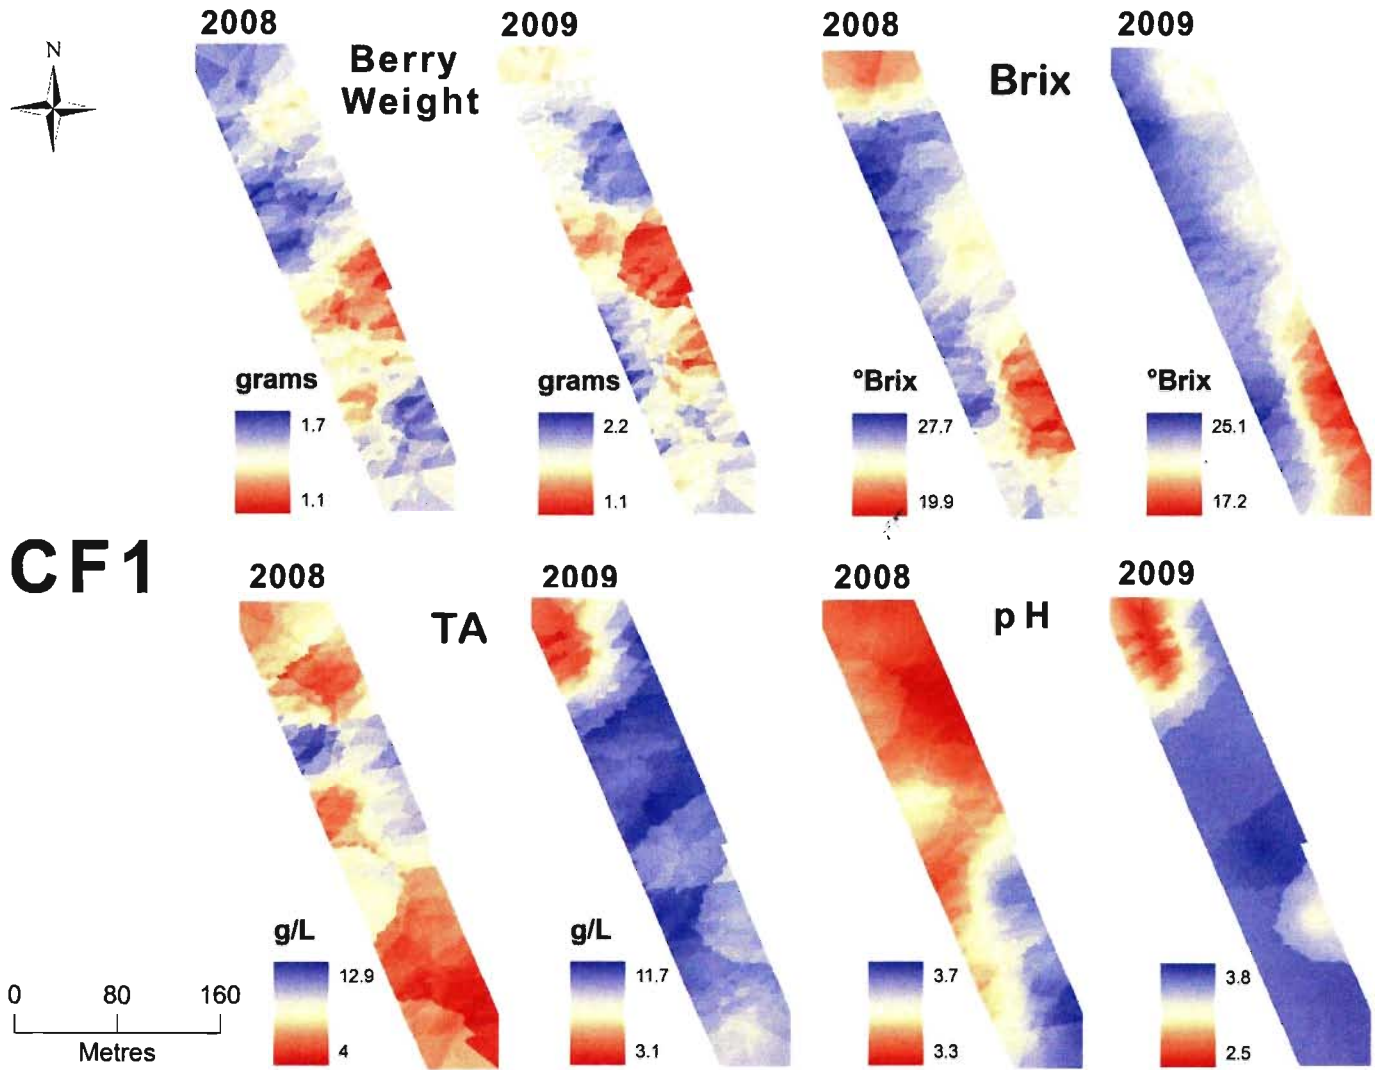 2008
2009
2008
2009
N
Berry
Weight
Brix
grams
1.7
1.1
grams
2.2
1.1
°Brix
27.7
19.9
°Brix
25.1
17.2
CF1
2008
2009
2008
2009
TA
pH
g/L
12.9
4
g/L
11.7
3.1
3.7
3.3
3.8
2.5
0 80 160
Metres